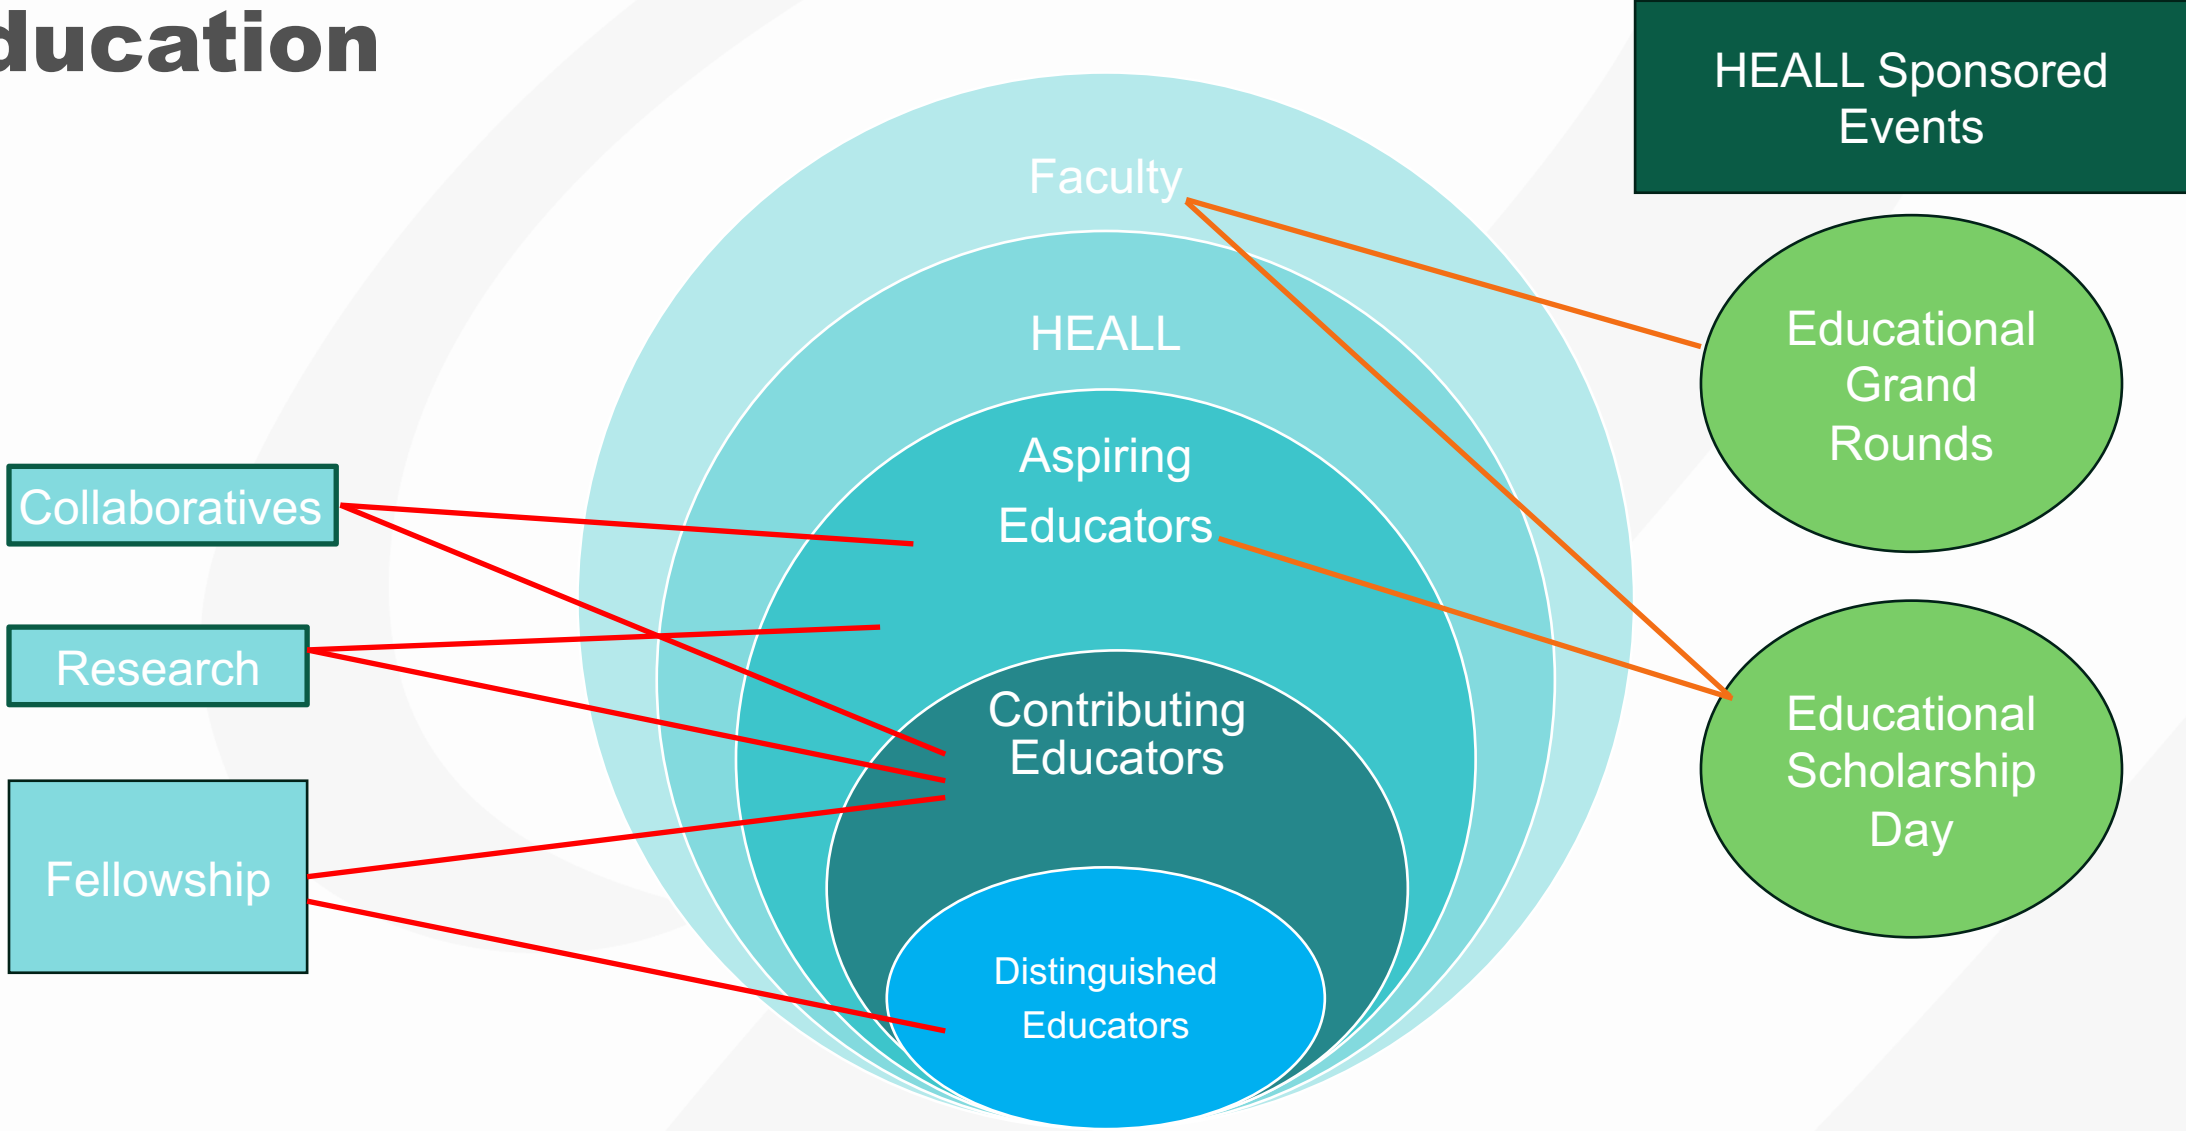 ducation
HEALL Sponsored
Events
Faculty
HEALL
Aspiring
Educators
Contributing
Educators
Distinguished
Educators
Collaboratives
Research
Fellowship
Educational
Grand
Rounds
Educational
Scholarship
Day